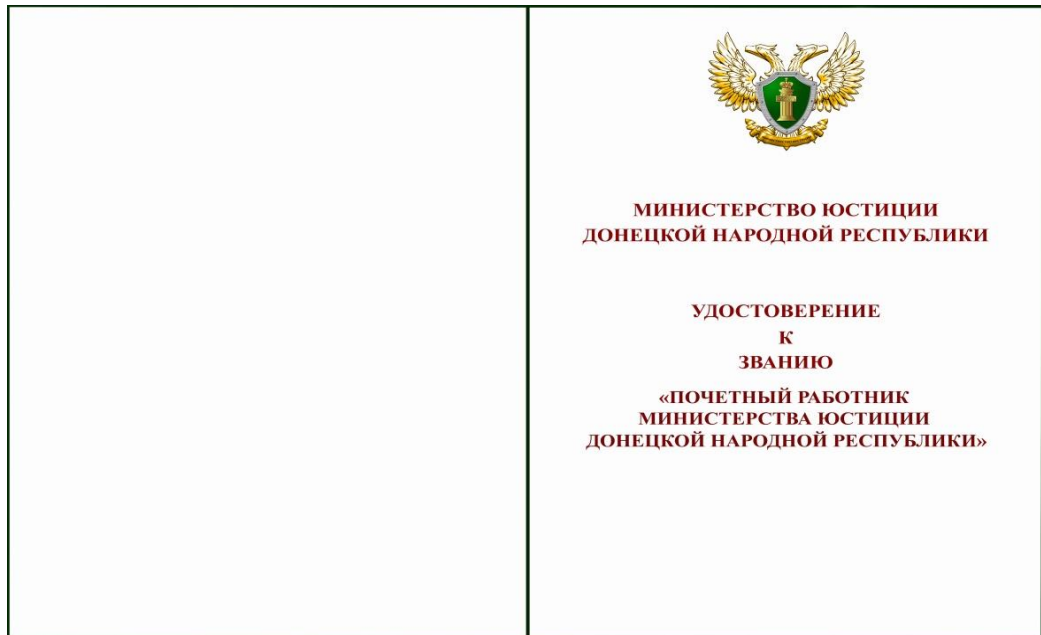 МИНИСТЕРСТВО ЮСТИЦИИ
ДОНЕЦКОЙ НАРОДНОЙ РЕСПУБЛИКИ
УДОСТОВЕРЕНИЕ
К
ЗВАНИЮ
«ПОЧЕТНЫЙ РАБОТНИК
МИНИСТЕРСТВА ЮСТИЦИИ
ДОНЕЦКОЙ НАРОДНОЙ РЕСПУБЛИКИ»